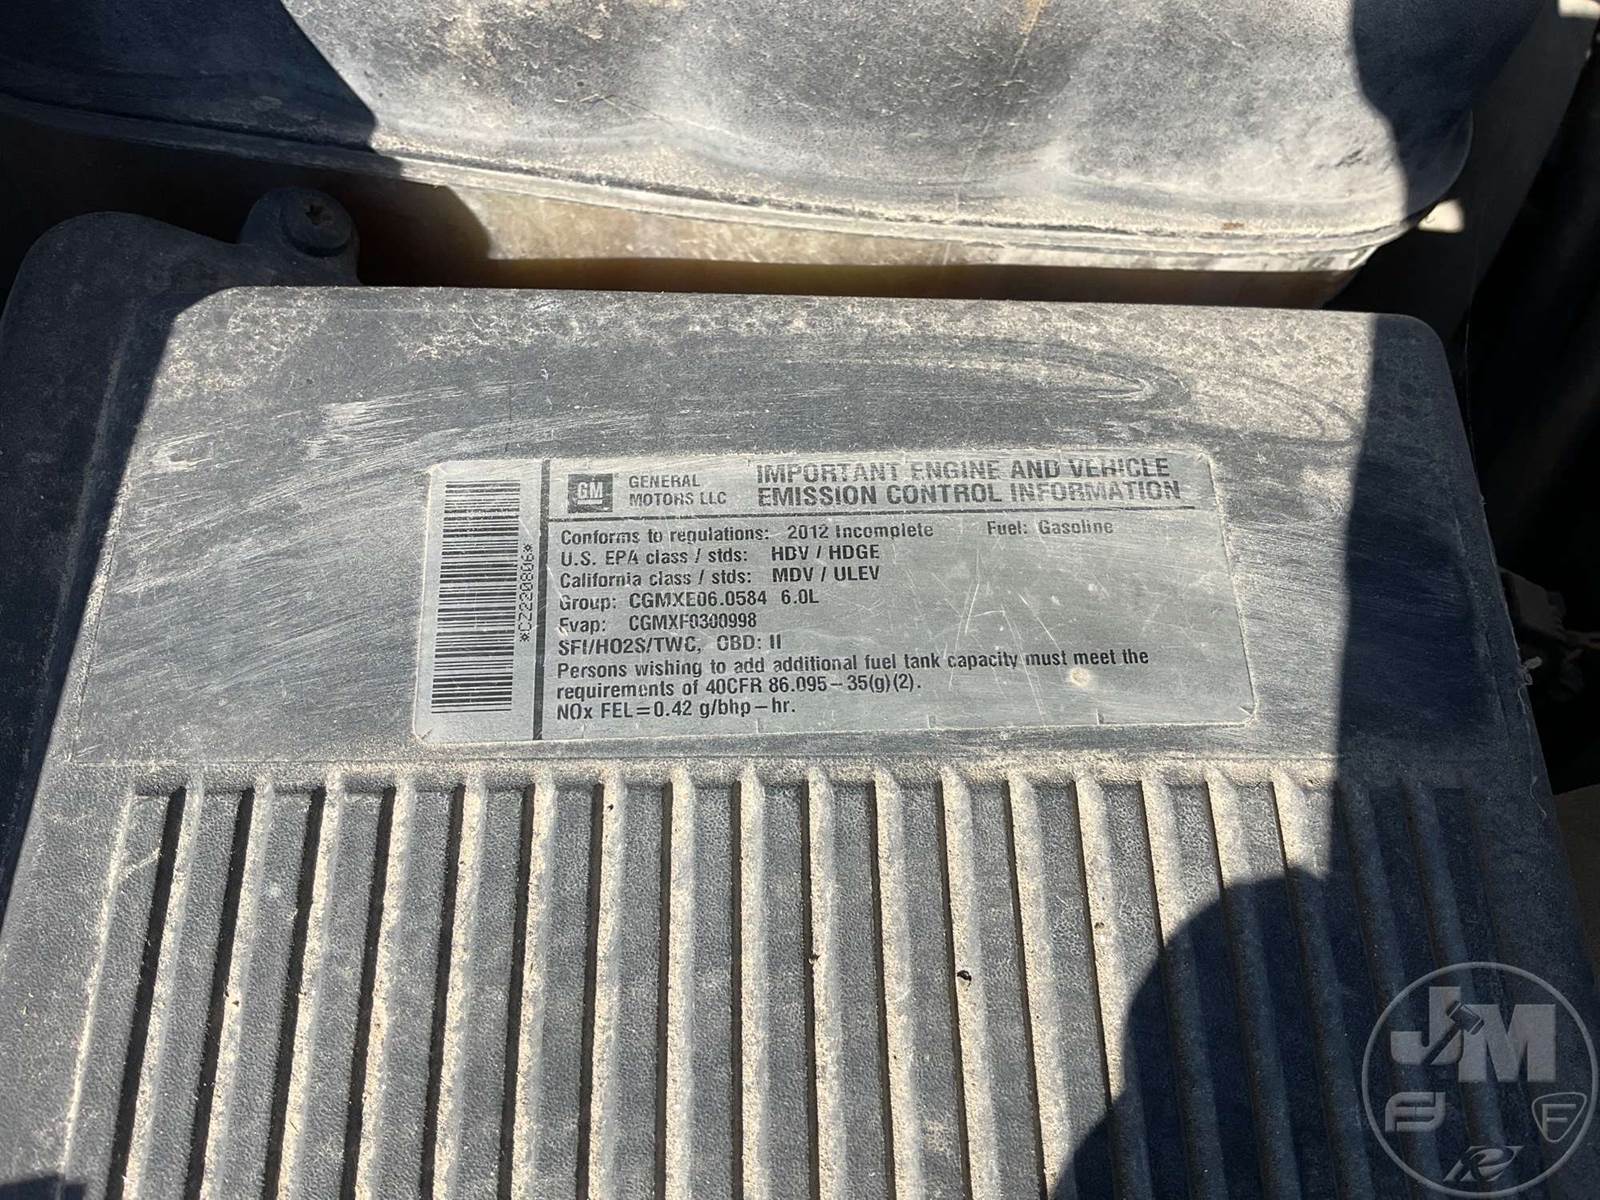 *CZ220806*
GM
GENERAL
MOTORS LLC
IMPORTANT ENGINE AND VEHICLE
EMISSION CONTROL INFORMATION
Conforms to regulations: 2012 Incomplete Fuel: Gasoline
U.S. EPA class / stds: HDV / HDGE
California class / stds: MDV / ULEV
Group: CGMXE06.0584 6.0L
Evap: CGMXF0300998
SFI/HO2S/TWC, OBD: II
Persons wishing to add additional fuel tank capacity must meet the
requirements of 40CFR 86.095-35(g)(2).
NOx FEL=0.42 g/bhp-hr.
JM